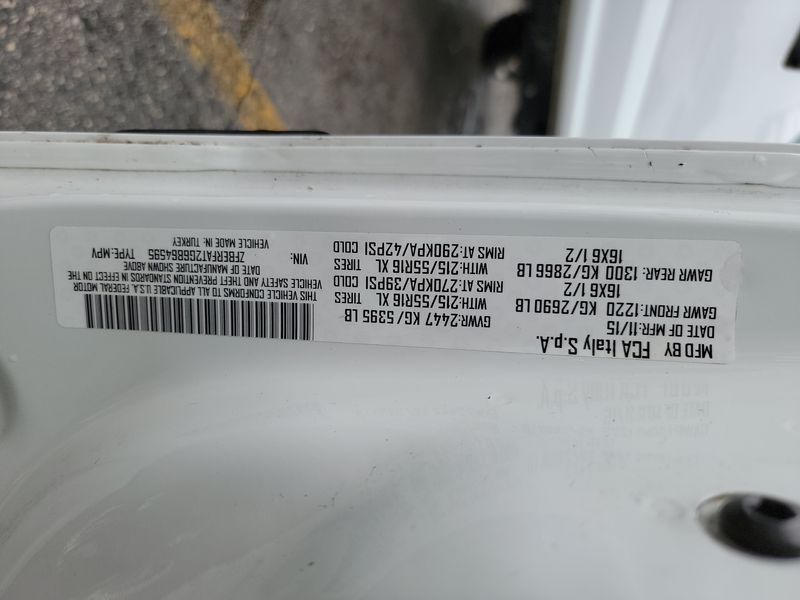 MFD BY FCA Italy S.p.A.
DATE OF MFR:11/15 GWR:2447 KG/5395 LB
GAWR FRONT:1220 KG/2690 LB WITH:215/55R16 XL TIRES
16X6 1/2 RIMS AT:270KPA/39PSI COLD
GAWR REAR: 1300 KG/2866 LB WITH:215/55R16 XL TIRES
16X6 1/2 RIMS AT:290KPA/42PSI COLD
THIS VEHICLE CONFORMS TO ALL APPLICABLE U.S.A. FEDERAL MOTOR
VEHICLE SAFETY AND THEFT PREVENTION STANDARDS IN EFFECT ON THE
DATE OF MANUFACTURE SHOWN ABOVE
VIN: ZFBERFAT2G6B84595 TYPE:MPV
VEHICLE MADE IN: TURKEY